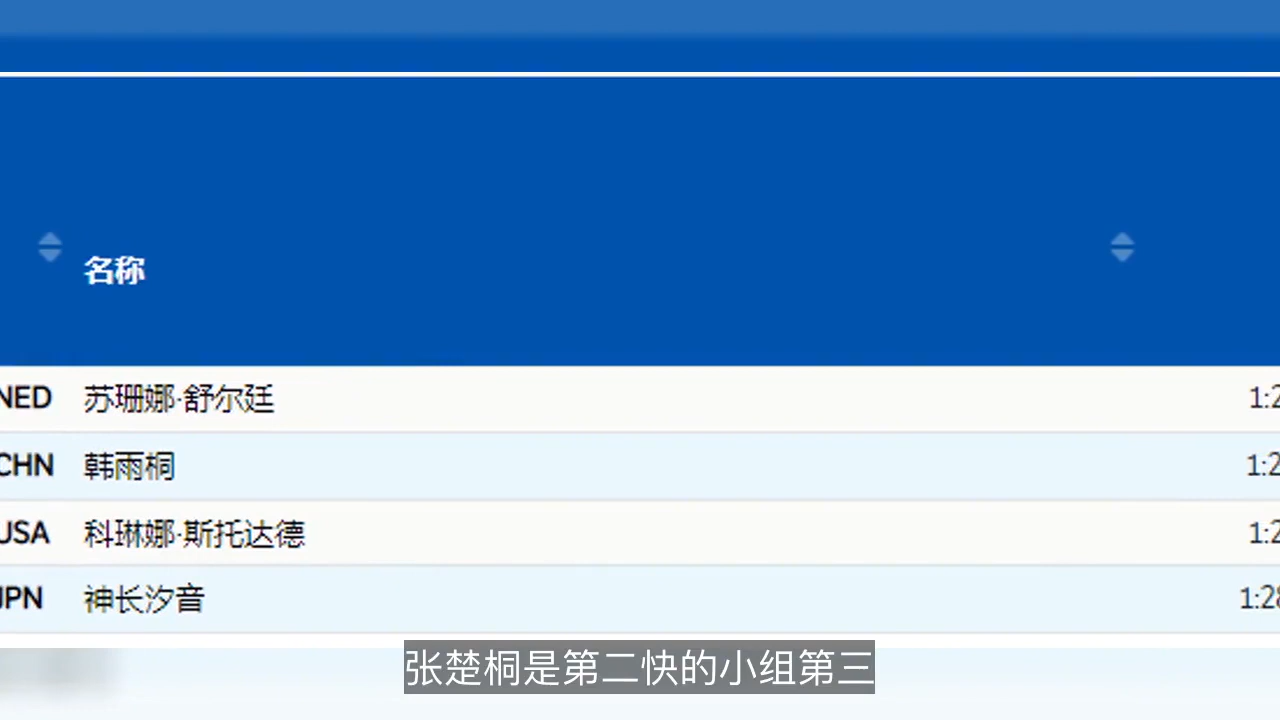 名称
NED 苏珊娜·舒尔廷 1:2
CHN 韩雨桐 1:2
USA 科琳娜·斯托达德 1:2
JPN 神长汐音 1:28
张楚桐是第二快的小组第三